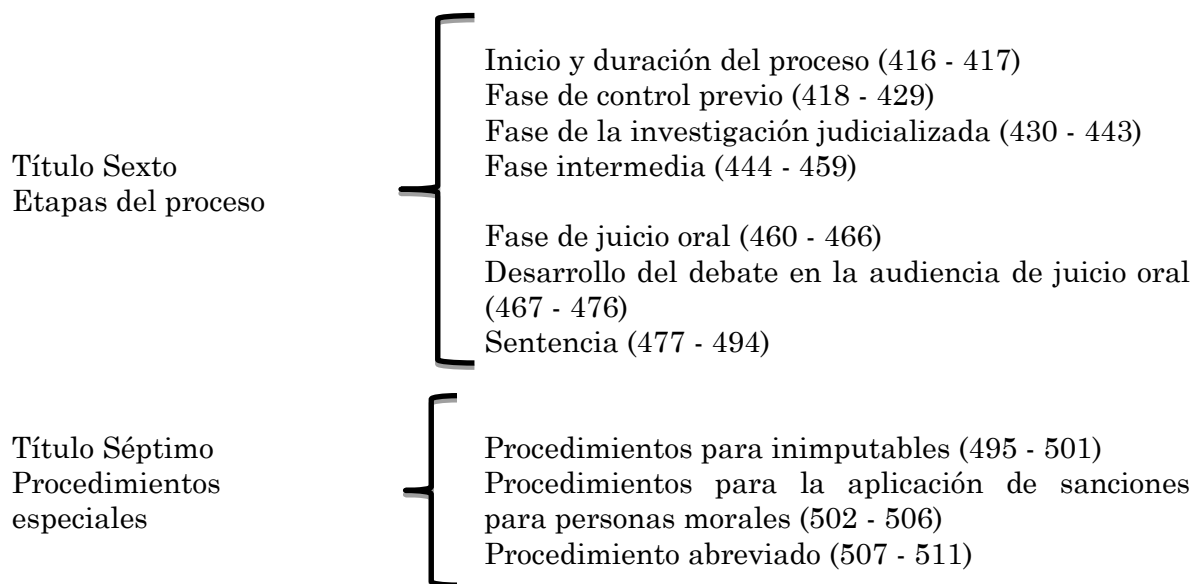 Título Sexto
Etapas del proceso
Inicio y duración del proceso (416 - 417)
Fase de control previo (418 - 429)
Fase de la investigación judicializada (430 - 443)
Fase intermedia (444 - 459)
Fase de juicio oral (460 - 466)
Desarrollo del debate en la audiencia de juicio oral
(467 - 476)
Sentencia (477 - 494)
Título Séptimo
Procedimientos
especiales
Procedimientos para inimputables (495 - 501)
Procedimientos para la aplicación de sanciones
para personas morales (502 - 506)
Procedimiento abreviado (507 - 511)